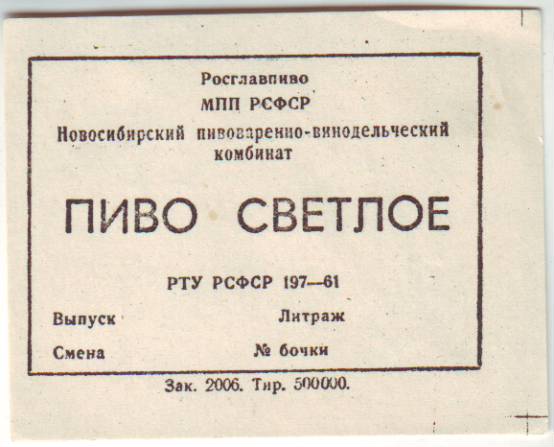 Росглавпиво
МПП РСФСР
Новосибирский пивоваренно-винодельческий
комбинат
ПИВО СВЕТЛОЕ
РТУ РСФСР 197—61
Выпуск Литраж
Смена № бочки
Зак. 2006. Тир. 500000.